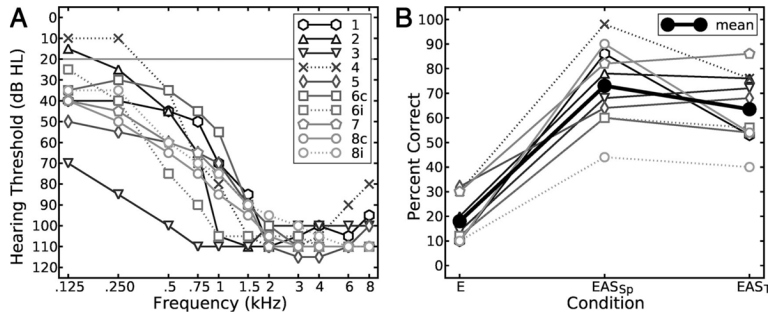 A
Hearing Threshold (dB HL)
0
10
20
30
40
50
60
70
80
90
100
110
120
.125 .250 .5 .75 1 1.5 2 3 4 6 8
Frequency (kHz)
1
2
3
4
5
6c
6i
7
8c
8i
B
Percent Correct
100
90
80
70
60
50
40
30
20
10
0
E EASSp EAST
Condition
mean